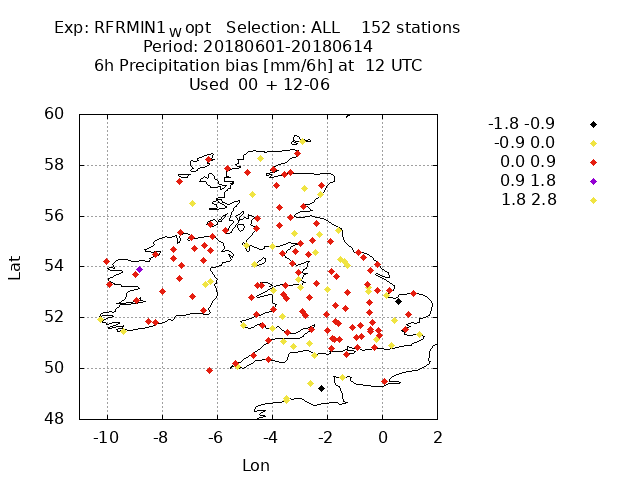 Exp: RFRMIN1 W opt Selection: ALL 152 stations
Period: 20180601-20180614
6h Precipitation bias [mm/6h] at 12 UTC
Used 00 + 12-06
-1.8 -0.9
-0.9 0.0
0.0 0.9
0.9 1.8
1.8 2.8
60
58
56
54
52
50
48
Lat
-10 -8 -6 -4 -2 0 2
Lon